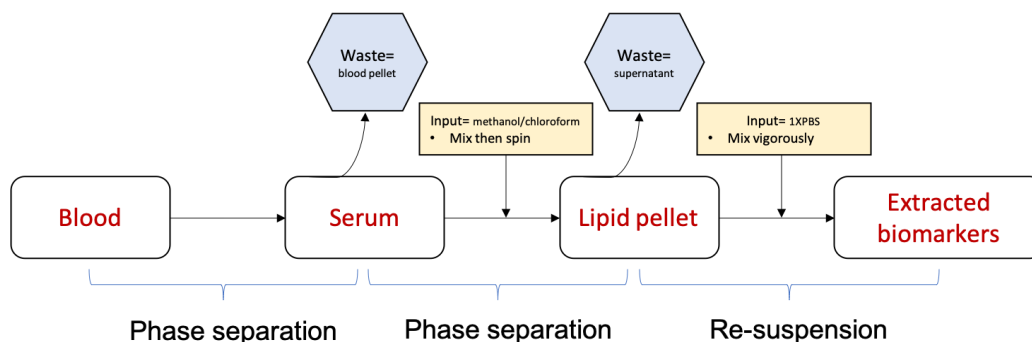 Waste=
blood pellet
Waste=
supernatant
Input= methanol/chloroform
• Mix then spin
Input= 1XPBS
• Mix vigorously
Blood
Serum
Lipid pellet
Extracted
biomarkers
Phase separation
Phase separation
Re-suspension